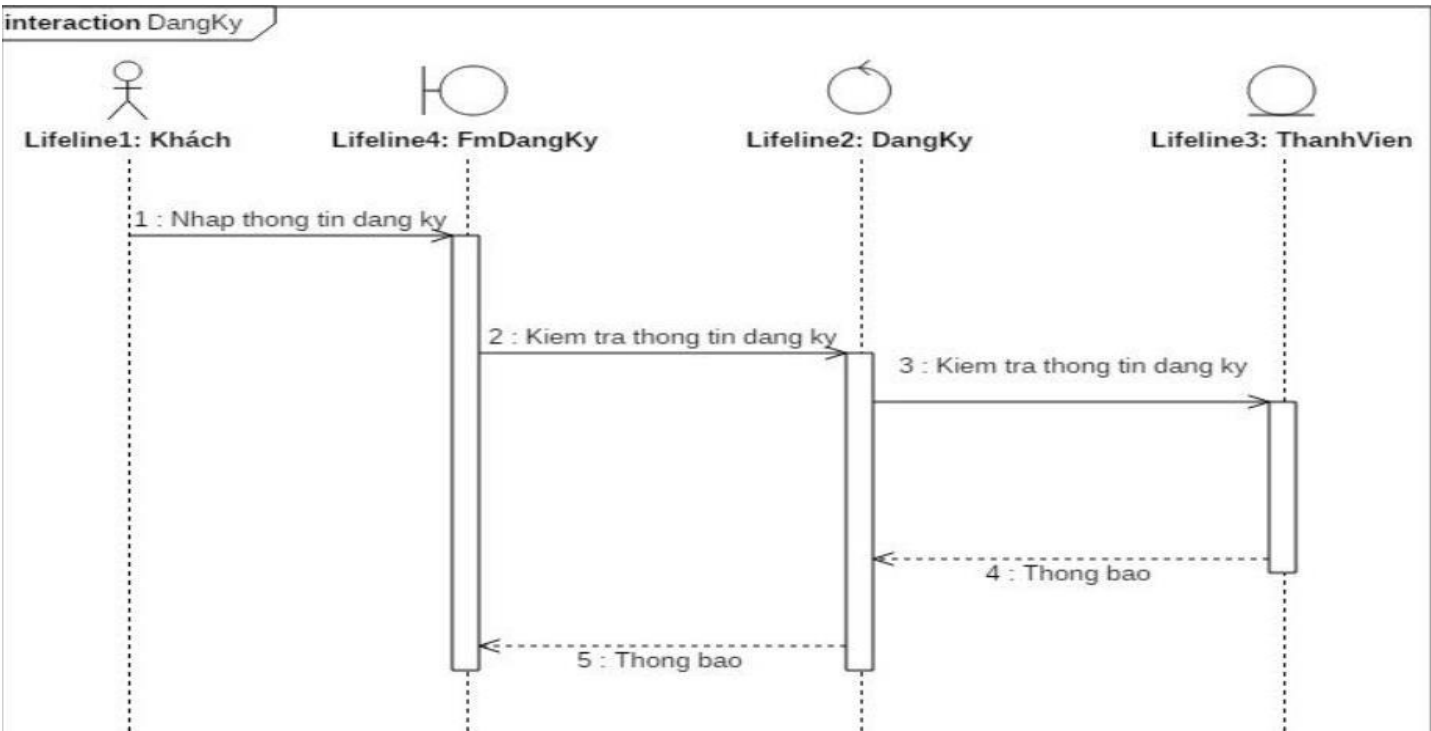 interaction DangKy
Lifeline1: Khách
Lifeline4: FmDangKy
Lifeline2: DangKy
Lifeline3: ThanhVien
1 : Nhap thong tin dang ky
2 : Kiem tra thong tin dang ky
3 : Kiem tra thong tin dang ky
4 : Thong bao
5 : Thong bao